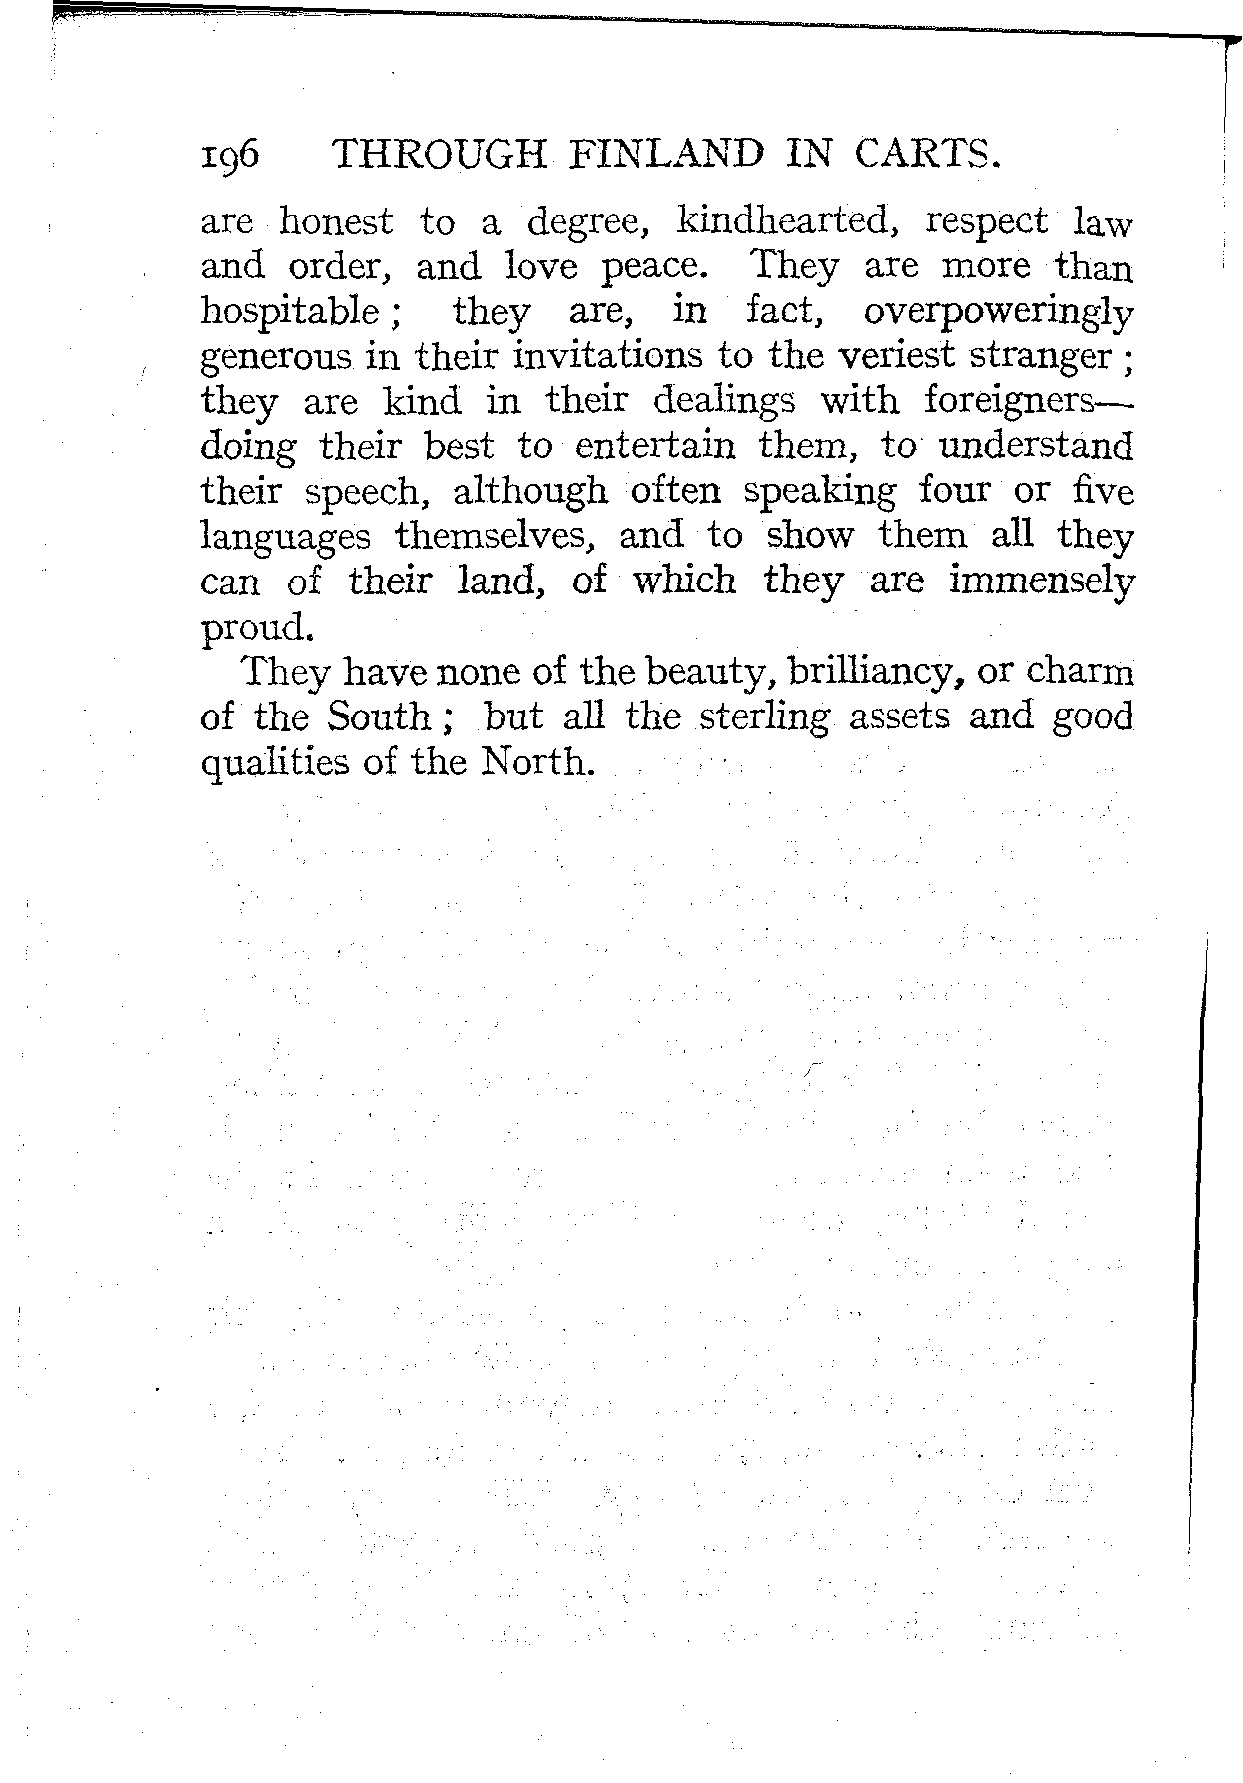 196 THROUGH FINLAND IN CARTS.
are honest to a degree, kindhearted, respect law
and order, and love peace. They are more than
hospitable ; they are, in fact, overpoweringly
generous in their invitations to the veriest stranger ;
they are kind in their dealings with foreigners—
doing their best to entertain them, to understand
their speech, although often speaking four or five
languages themselves, and to show them all they
can of their land, of which they are immensely
proud.
They have none of the beauty, brilliancy, or charm
of the South ; but all the sterling assets and good
qualities of the North.